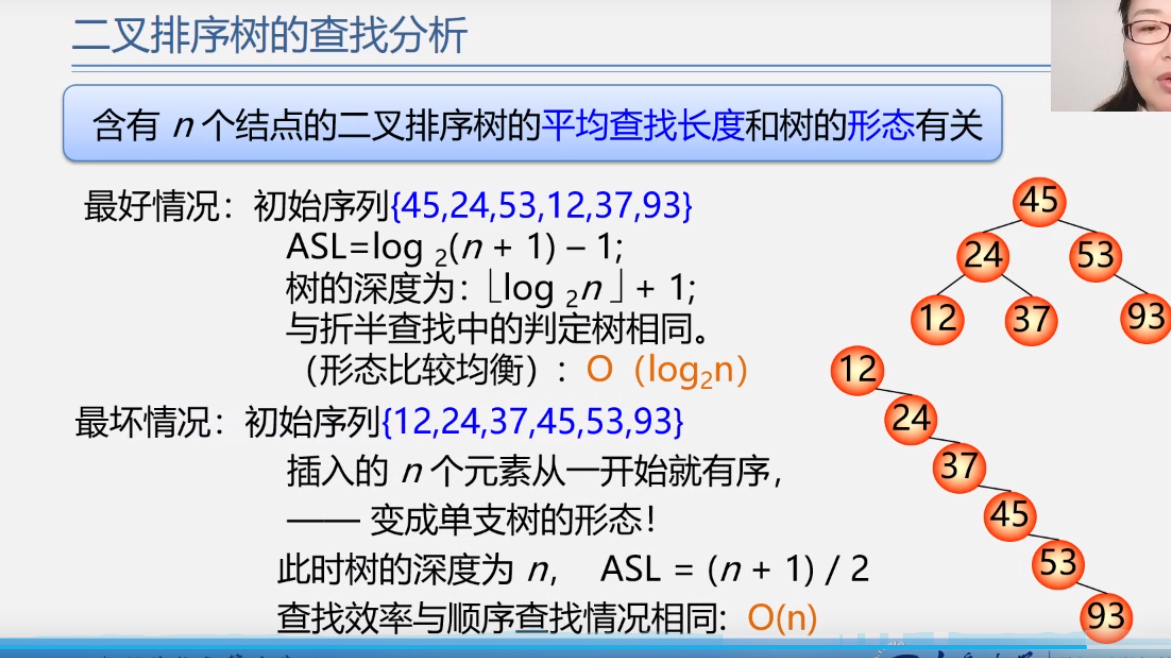 二叉排序树的查找分析
含有 n 个结点的二叉排序树的平均查找长度和树的形态有关
最好情况：初始序列{45,24,53,12,37,93}
ASL=log 2(n + 1) – 1;
树的深度为：⌊log 2n ⌋ + 1;
与折半查找中的判定树相同。
（形态比较均衡）：O（log2n）
45
24
53
12
37
93
最坏情况：初始序列{12,24,37,45,53,93}
插入的 n 个元素从一开始就有序，
—— 变成单支树的形态！
此时树的深度为 n, ASL = (n + 1) / 2
查找效率与顺序查找情况相同: O(n)
12
24
37
45
53
93